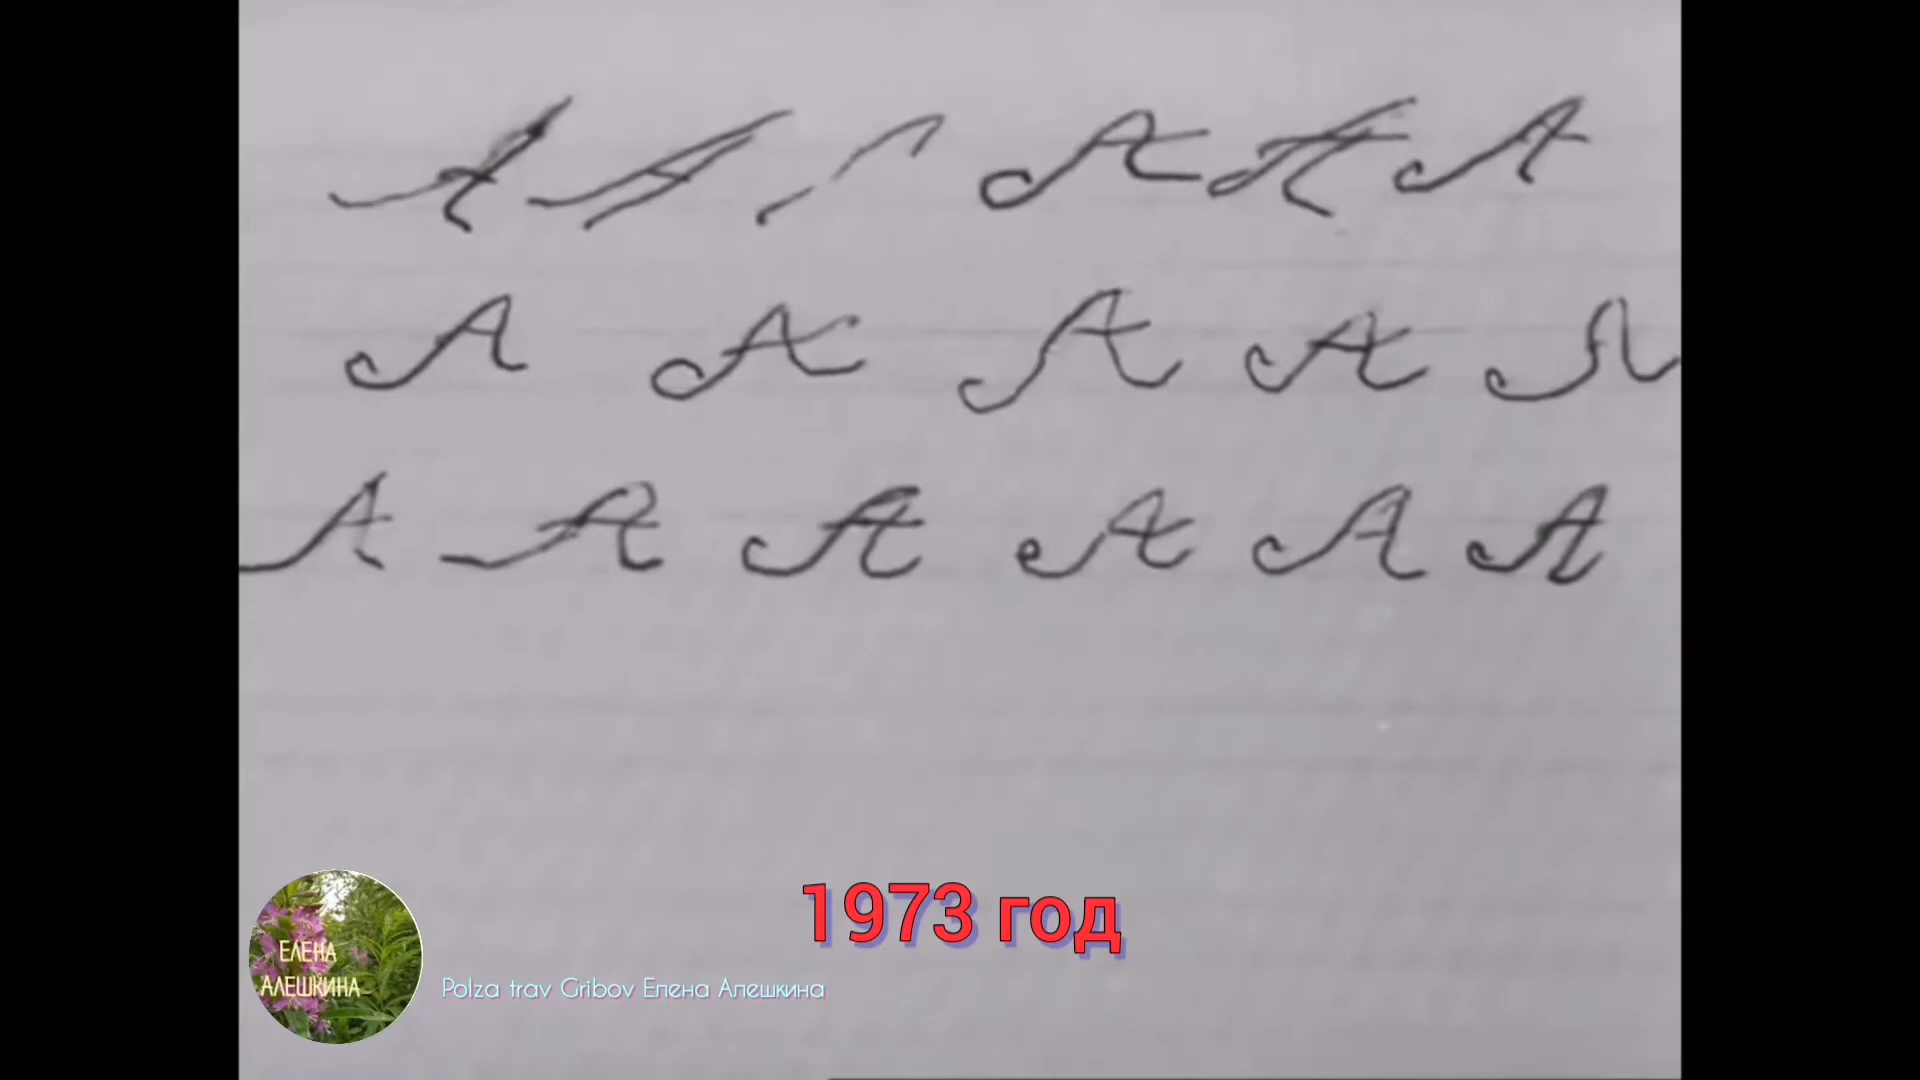 А А А А А А
А А А А А
А А А А А А
1973 год
ЕЛЕНА
АЛЕШКИНА
Polza trav Gribov Елена Алешкина